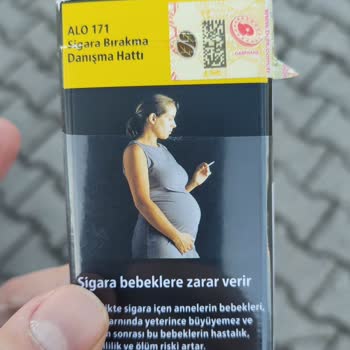 ALO 171
Sigara Bırakma
Danışma Hattı
Sigara bebeklere zarar verir
sigara içen annelerin bebekleri,
yeterince büyüyemez ve
sonrası bu bebeklerin hastalık,
ve ölüm riski artar.